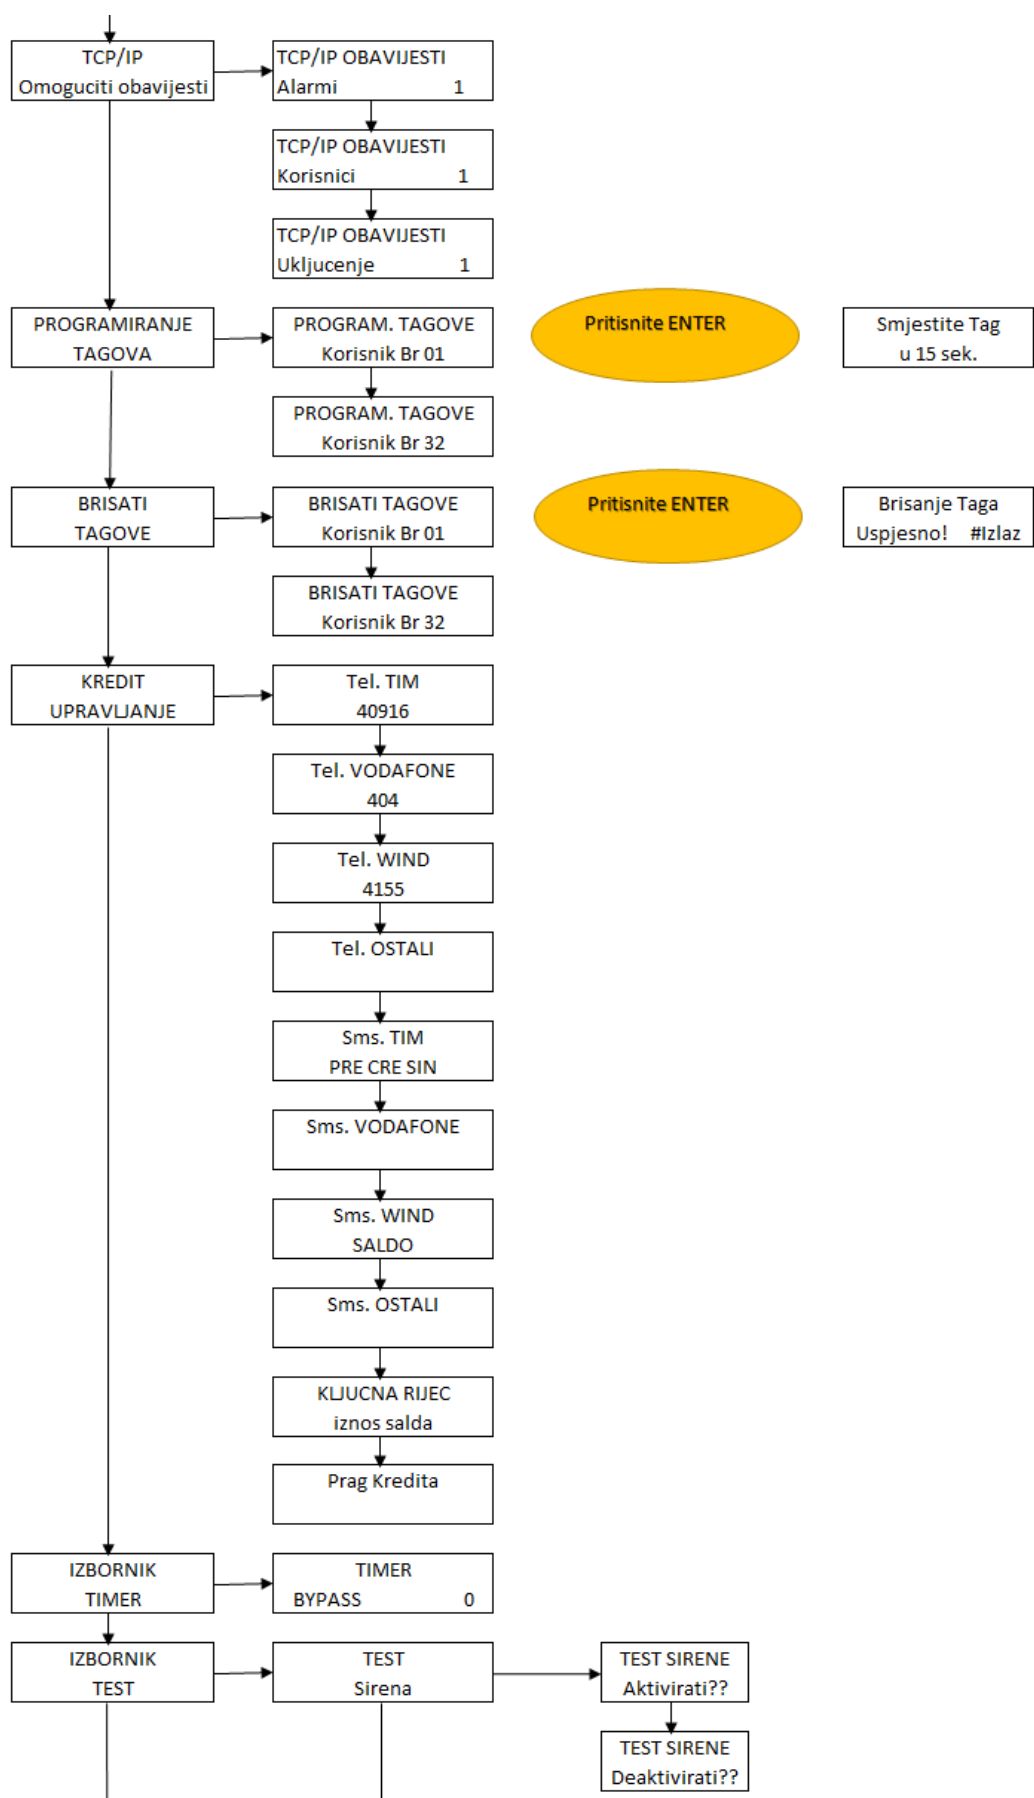 TCP/IP
Omoguciti obavijesti
TCP/IP OBAVIJESTI
Alarmi 1
TCP/IP OBAVIJESTI
Korisnici 1
TCP/IP OBAVIJESTI
Ukljucenje 1
PROGRAMIRANJE
TAGOVA
PROGRAM. TAGOVE
Korisnik Br 01
Pritisnite ENTER
Smjestite Tag
u 15 sek.
PROGRAM. TAGOVE
Korisnik Br 32
BRISATI
TAGOVE
BRISATI TAGOVE
Korisnik Br 01
Pritisnite ENTER
Brisanje Taga
Uspjesno! #Izlaz
BRISATI TAGOVE
Korisnik Br 32
KREDIT
UPRAVLJANJE
Tel. TIM
40916
Tel. VODAFONE
404
Tel. WIND
4155
Tel. OSTALI
Sms. TIM
PRE CRE SIN
Sms. VODAFONE
Sms. WIND
SALDO
Sms. OSTALI
KLJUCNA RIJEC
iznos salda
Prag Kredita
IZBORNIK
TIMER
TIMER
BYPASS 0
IZBORNIK
TEST
TEST
Sirena
TEST SIRENE
Aktivirati??
TEST SIRENE
Deaktivirati??